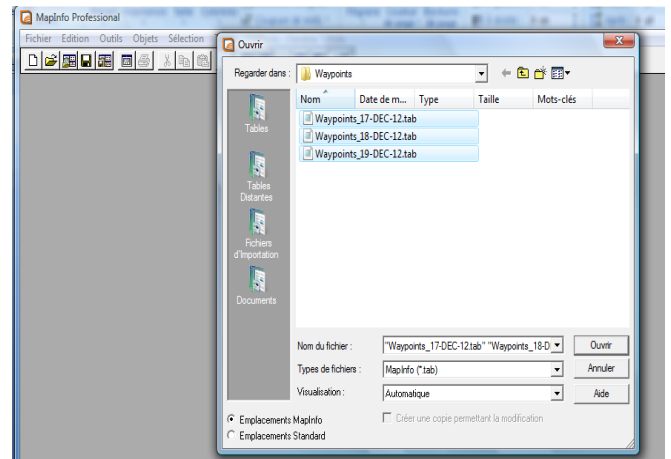 MapInfo Professional
Fichier Edition Outils Objets Sélection
Ouvrir
Regarder dans : Waypoints
Nom Date de m... Type Taille Mots-clés
Waypoints_17-DEC-12.tab
Waypoints_18-DEC-12.tab
Waypoints_19-DEC-12.tab
Tables
Tables
Distantes
Fichiers
d'Importation
Documents
Nom du fichier : "Waypoints_17-DEC-12.tab" "Waypoints_18-D Ouvrir
Types de fichiers : MapInfo (*.tab) Annuler
Visualisation : Automatique Aide
Emplacements MapInfo Créer une copie permettant la modification
Emplacements Standard